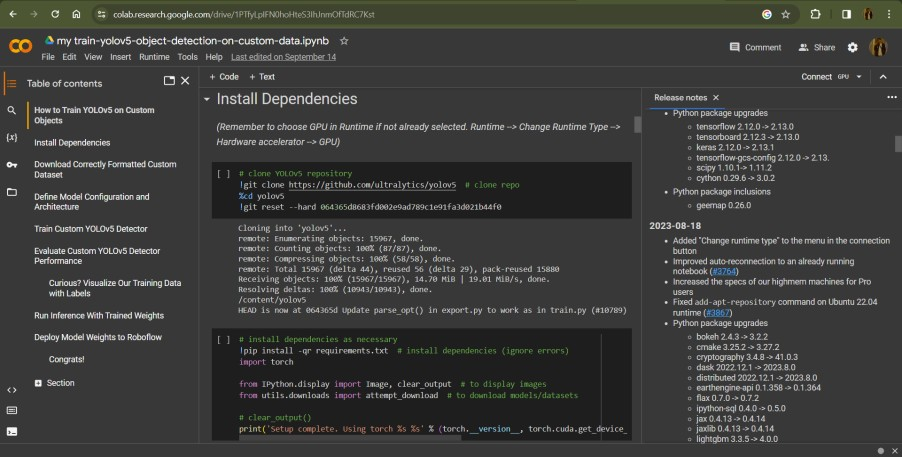 colab.research.google.com/drive/1PTfyLpIFN0hoHteS3IhJnmOfTdRC7Kst
my train-yolov5-object-detection-on-custom-data.ipynb
File Edit View Insert Runtime Tools Help Last edited on September 14
Comment
Share
Table of contents
How to Train YOLOv5 on Custom
Objects
Install Dependencies
Download Correctly Formatted Custom
Dataset
Define Model Configuration and
Architecture
Train Custom YOLOv5 Detector
Evaluate Custom YOLOv5 Detector
Performance
Curious? Visualize Our Training Data
with Labels
Run Inference With Trained Weights
Deploy Model Weights to Roboflow
Congrats!
Section
+ Code + Text
Connect GPU
Install Dependencies
(Remember to choose GPU in Runtime if not already selected. Runtime --> Change Runtime Type -->
Hardware accelerator --> GPU)
[ ] # clone YOLOv5 repository
!git clone https://github.com/ultralytics/yolov5 # clone repo
%cd yolov5
!git reset --hard 064365d8683fd002e9ad789c1e91fa3d021b44f0
Cloning into 'yolov5'...
remote: Enumerating objects: 15967, done.
remote: Counting objects: 100% (87/87), done.
remote: Compressing objects: 100% (58/58), done.
remote: Total 15967 (delta 44), reused 56 (delta 29), pack-reused 15880
Receiving objects: 100% (15967/15967), 14.70 MiB | 19.01 MiB/s, done.
Resolving deltas: 100% (10943/10943), done.
/content/yolov5
HEAD is now at 064365d Update parse_opt() in export.py to work as in train.py (#10789)
[ ] # install dependencies as necessary
!pip install -qr requirements.txt # install dependencies (ignore errors)
import torch
from IPython.display import Image, clear_output # to display images
from utils.downloads import attempt_download # to download models/datasets
# clear_output()
print('Setup complete. Using torch %s %s' % (torch.__version__, torch.cuda.get_device_
Release notes
Python package upgrades
tensorflow 2.12.0 -> 2.13.0
tensorboard 2.12.3 -> 2.13.0
keras 2.12.0 -> 2.13.1
tensorflow-gcs-config 2.12.0 -> 2.13.
scipy 1.10.1-> 1.11.2
cython 0.29.6 -> 3.0.2
Python package inclusions
geemap 0.26.0
2023-08-18
Added "Change runtime type" to the menu in the connection
button
Improved auto-reconnection to an already running
notebook (#3764)
Increased the specs of our highmem machines for Pro
users
Fixed add-apt-repository command on Ubuntu 22.04
runtime (#3867)
Python package upgrades
bokeh 2.4.3 -> 3.2.2
cmake 3.25.2 -> 3.27.2
cryptography 3.4.8 -> 41.0.3
dask 2022.12.1 -> 2023.8.0
distributed 2022.12.1 -> 2023.8.0
earthengine-api 0.1.358 -> 0.1.364
flax 0.7.0 -> 0.7.2
ipython-sql 0.4.0 -> 0.5.0
jax 0.4.13 -> 0.4.14
jaxlib 0.4.13 -> 0.4.14
lightgbm 3.3.5 -> 4.0.0